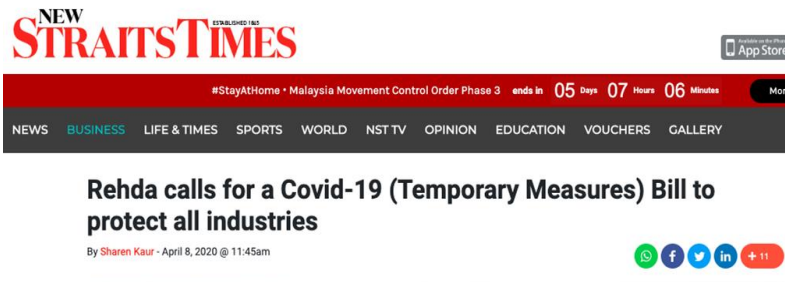 NEW
STRAITS TIMES
ESTABLISHED 1845
Available on the iPhone
App Store
#StayAtHome • Malaysia Movement Control Order Phase 3 ends in 05 Days 07 Hours 06 Minutes Mor
NEWS BUSINESS LIFE & TIMES SPORTS WORLD NST TV OPINION EDUCATION VOUCHERS GALLERY
Rehda calls for a Covid-19 (Temporary Measures) Bill to
protect all industries
By Sharen Kaur - April 8, 2020 @ 11:45am
+ 11